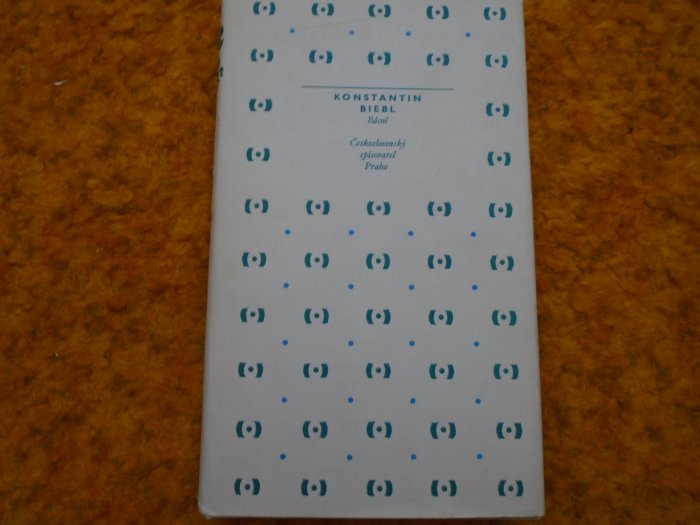 KONSTANTIN
BIEBL
Básně
Československý
spisovatel
Praha